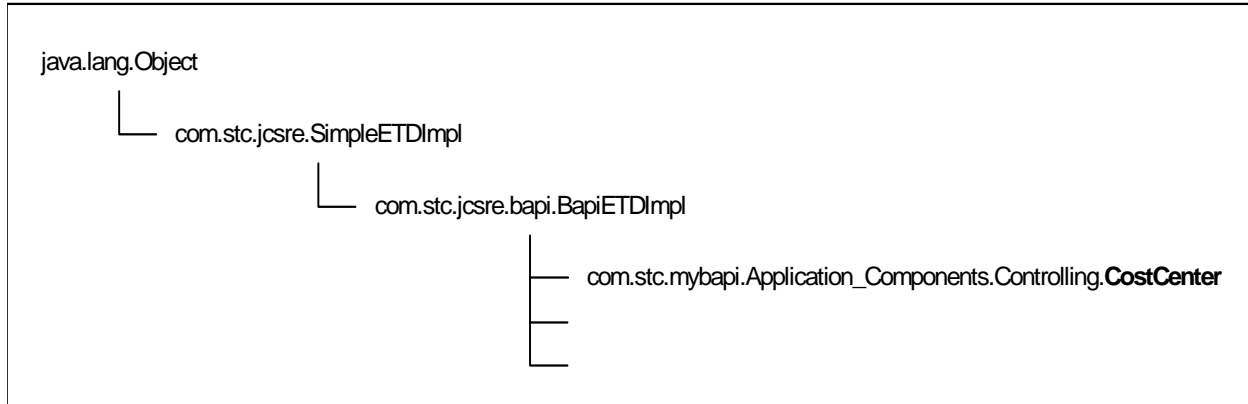 java.lang.Object
com.stc.jcsre.SimpleETDImpl
com.stc.jcsre.bapi.BapiETDImpl
com.stc.mybapi.Application_Components.Controlling.CostCenter